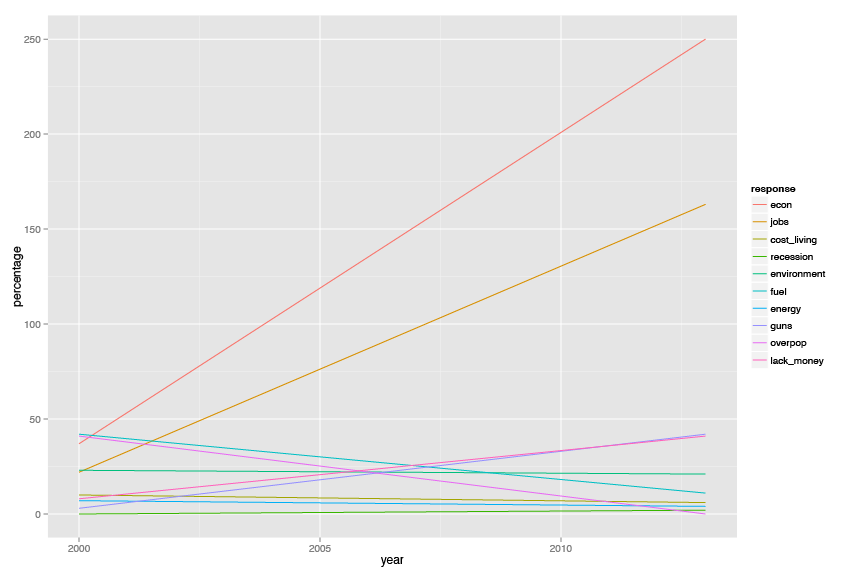 250
200
150
100
50
0
percentage
2000
2005
2010
year
response
econ
jobs
cost_living
recession
environment
fuel
energy
guns
overpop
lack_money